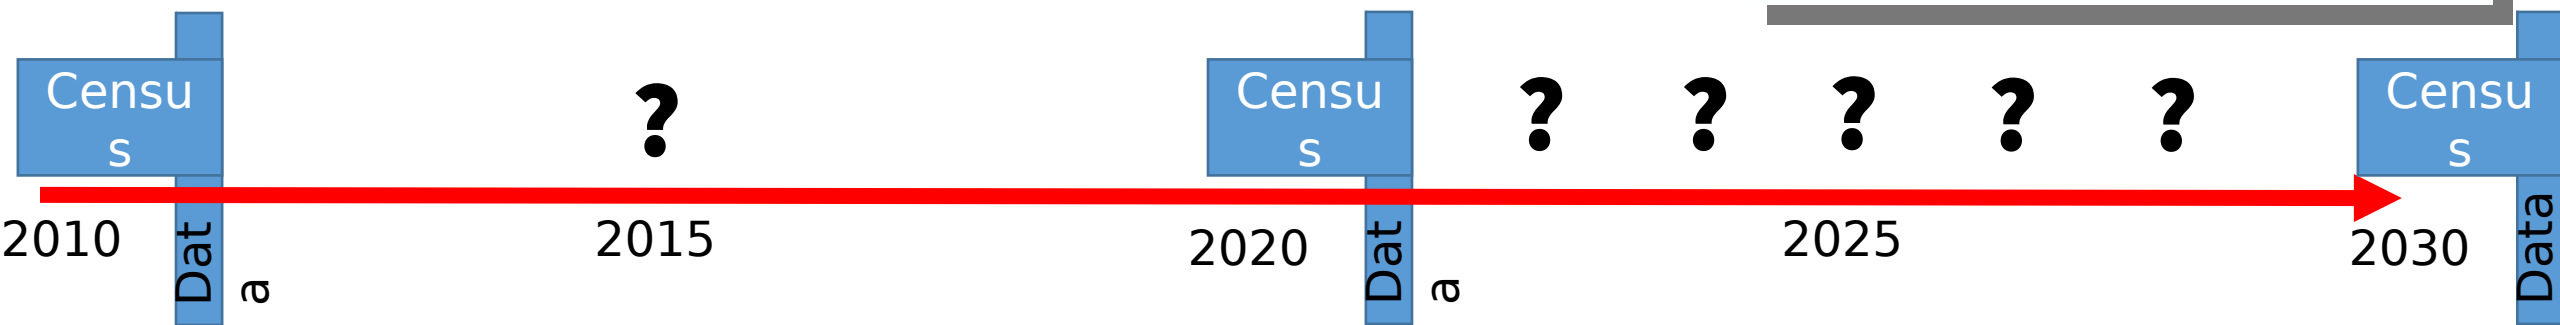 Censu
s
?
Censu
s
? ? ? ? ?
Censu
s
2010
Dat
a
2015
2020
Dat
a
2025
2030
Data